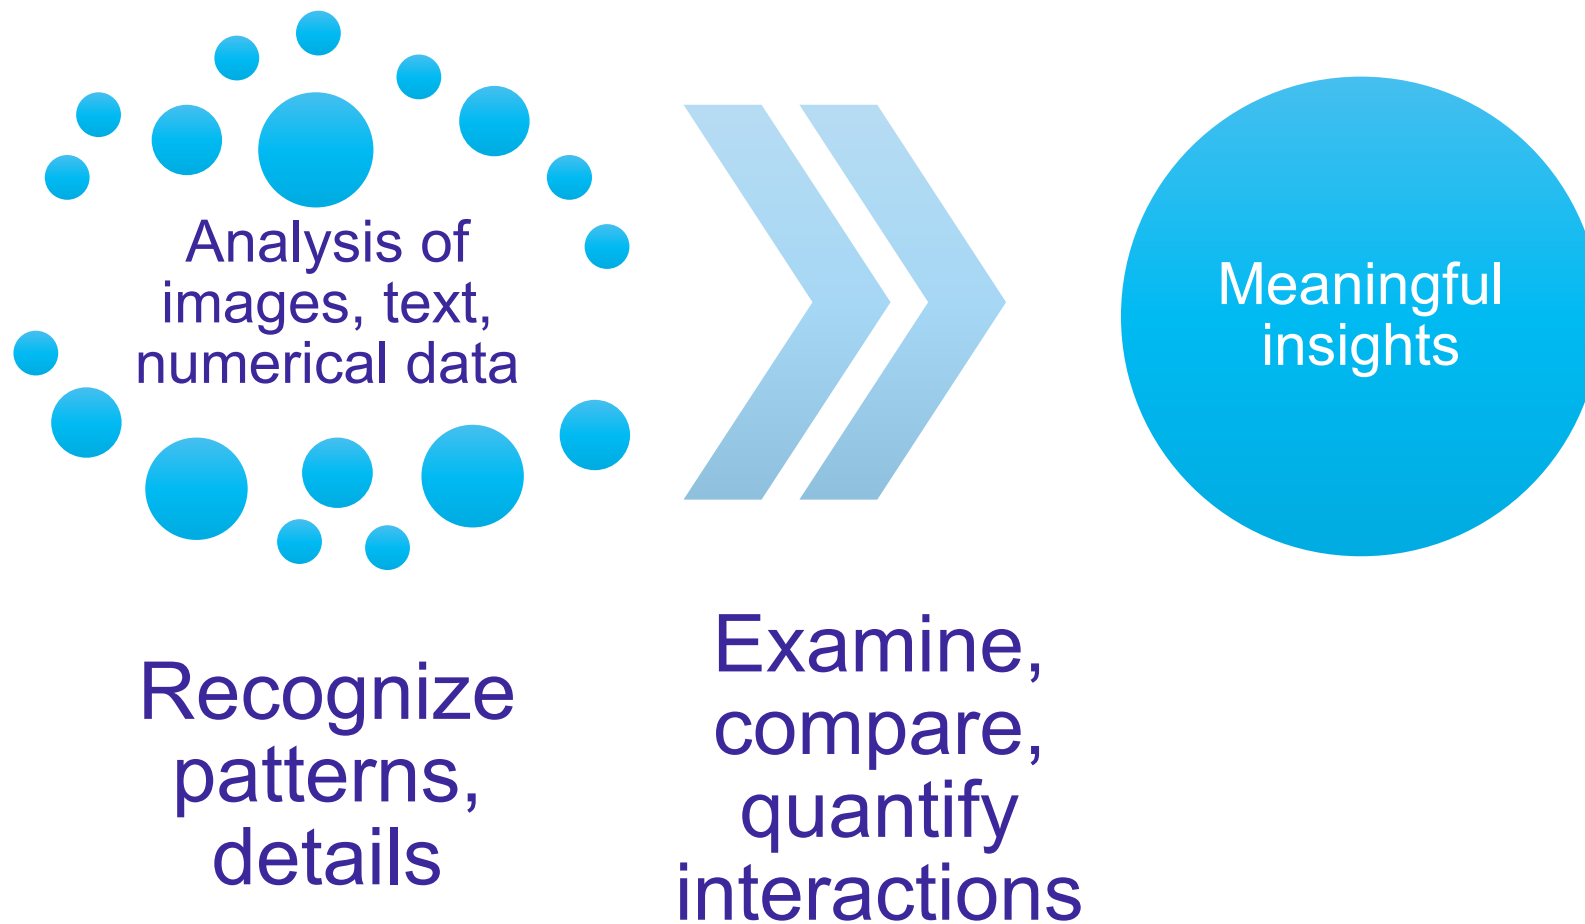 Analysis of
images, text,
numerical data
Meaningful
insights
Recognize
patterns,
details
Examine,
compare,
quantify
interactions